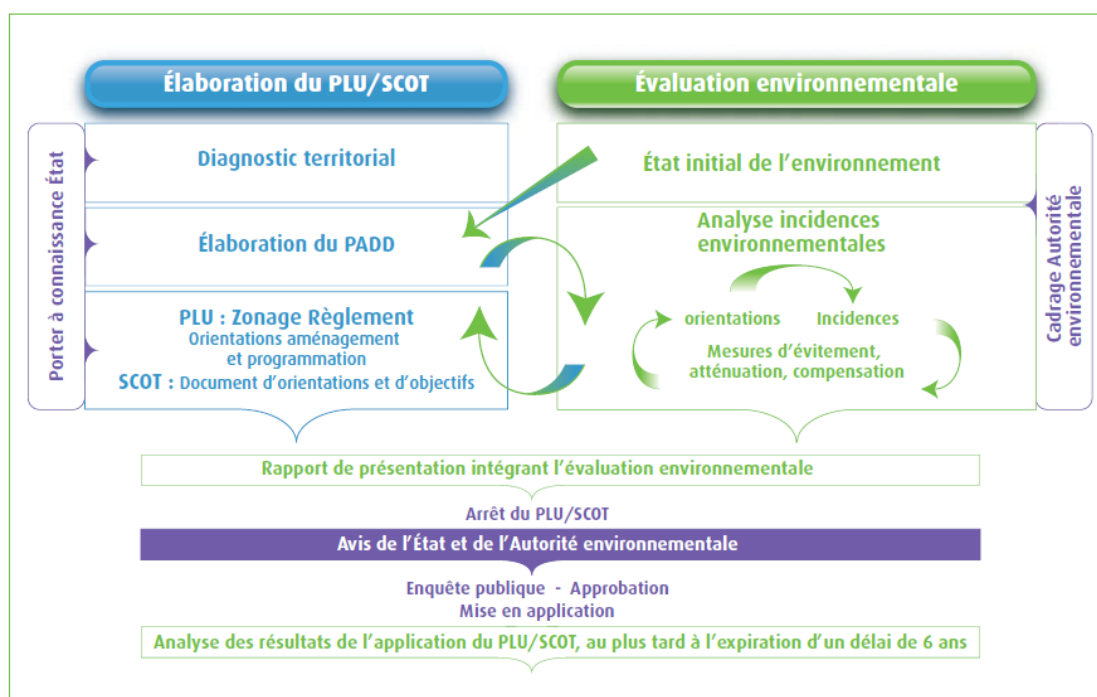 Élaboration du PLU/SCOT
Évaluation environnementale
Porter à connaissance État
Diagnostic territorial
État initial de l'environnement
Cadrage Autorité
environnementale
Élaboration du PADD
Analyse incidences
environnementales
PLU : Zonage Règlement
Orientations aménagement
et programmation
SCOT : Document d'orientations et d'objectifs
orientations
Incidences
Mesures d'évitement,
atténuation, compensation
Rapport de présentation intégrant l'évaluation environnementale
Arrêt du PLU/SCOT
Avis de l'État et de l'Autorité environnementale
Enquête publique - Approbation
Mise en application
Analyse des résultats de l'application du PLU/SCOT, au plus tard à l'expiration d'un délai de 6 ans